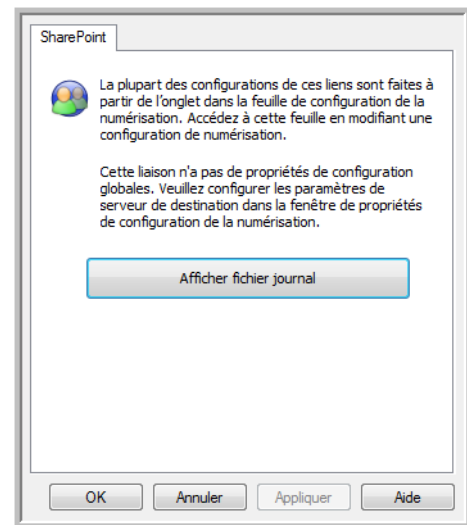 SharePoint
La plupart des configurations de ces liens sont faites à
partir de l'onglet dans la feuille de configuration de la
numérisation. Accédez à cette feuille en modifiant une
configuration de numérisation.
Cette liaison n'a pas de propriétés de configuration
globales. Veuillez configurer les paramètres de
serveur de destination dans la fenêtre de propriétés
de configuration de la numérisation.
Afficher fichier journal
OK Annuler Appliquer Aide